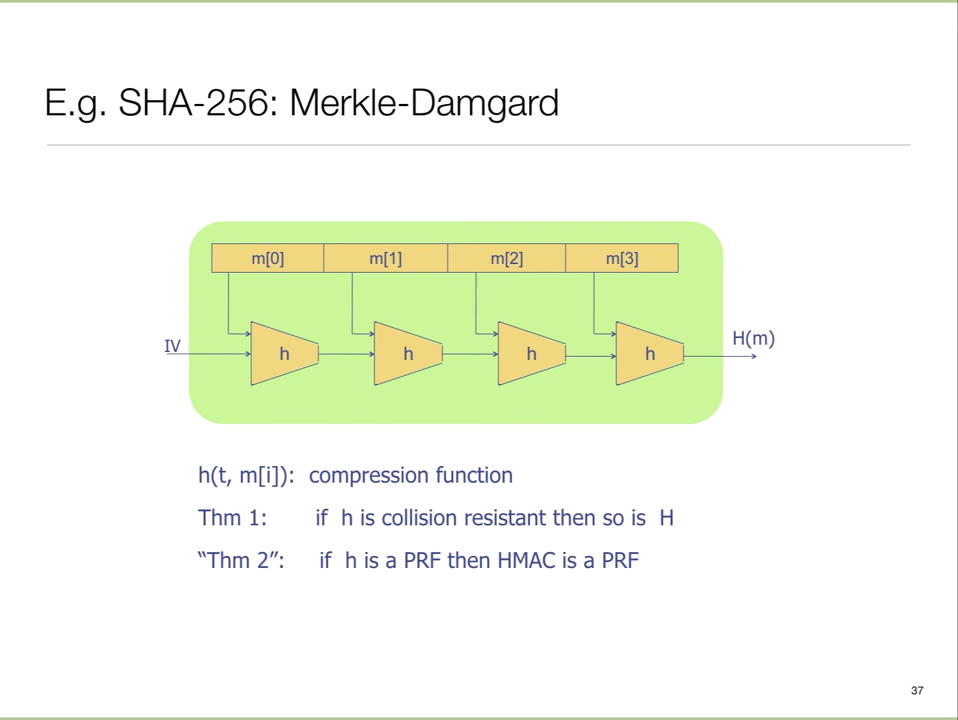 E.g. SHA-256: Merkle-Damgard
m[0] m[1] m[2] m[3]
IV h h h h H(m)
h(t, m[i]): compression function
Thm 1: if h is collision resistant then so is H
“Thm 2”: if h is a PRF then HMAC is a PRF
37